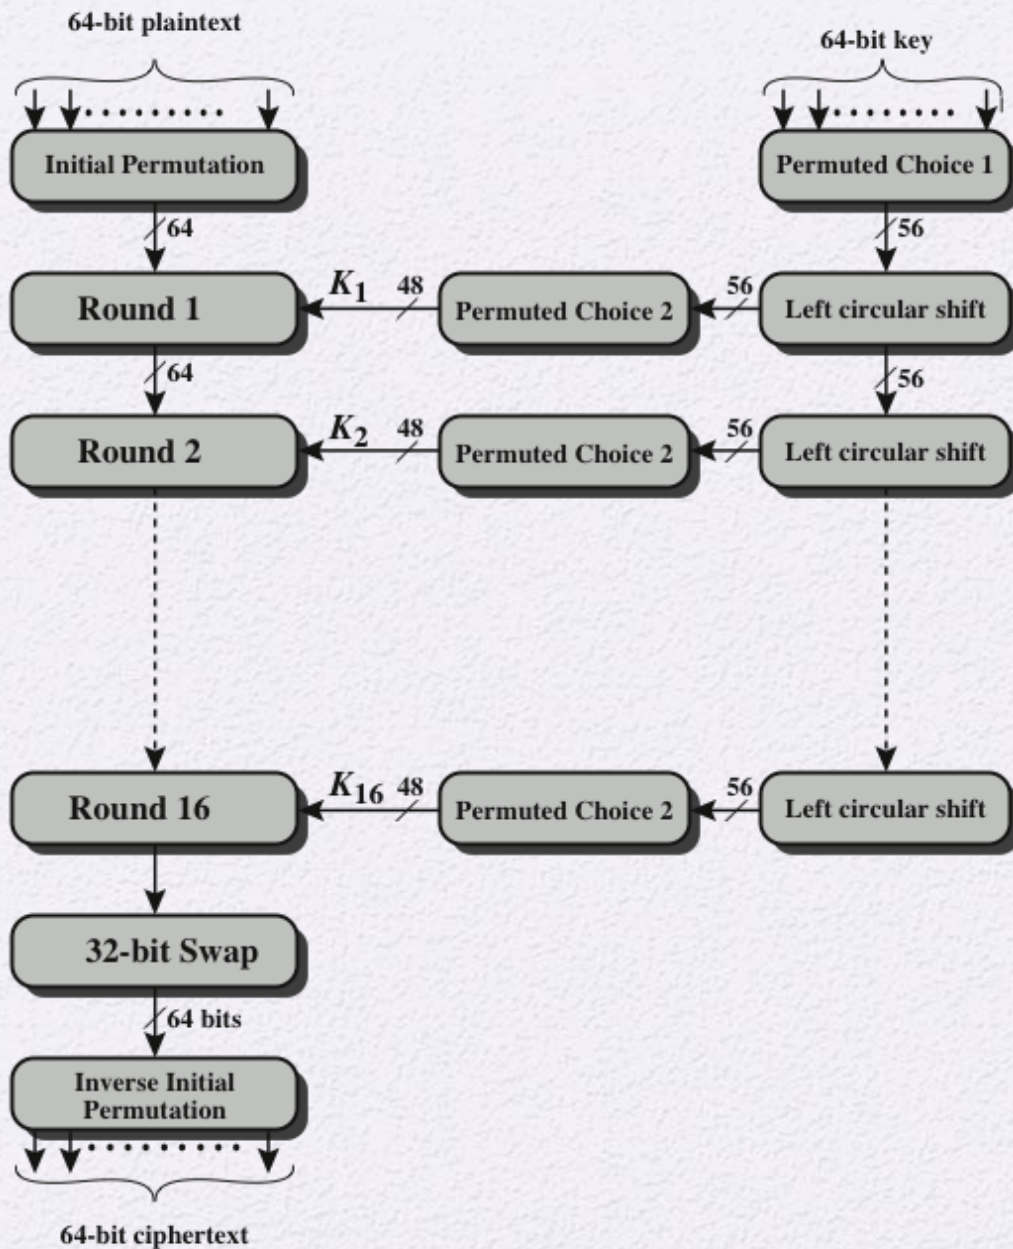 64-bit plaintext
64-bit key
Initial Permutation
Permuted Choice 1
64
56
Round 1
K1
48
Permuted Choice 2
56
Left circular shift
64
56
Round 2
K2
48
Permuted Choice 2
56
Left circular shift
Round 16
K16
48
Permuted Choice 2
56
Left circular shift
32-bit Swap
64 bits
Inverse Initial
Permutation
64-bit ciphertext